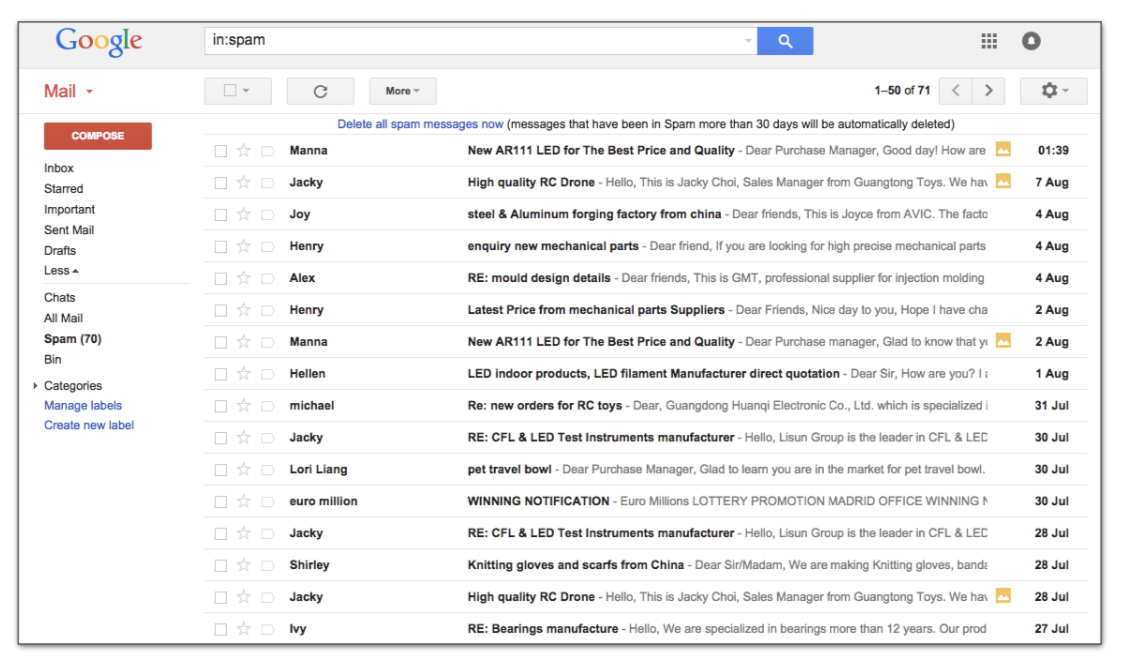 Google
in:spam
Mail
More
1–50 of 71
COMPOSE
Inbox
Starred
Important
Sent Mail
Drafts
Less
Chats
All Mail
Spam (70)
Bin
Categories
Manage labels
Create new label
Delete all spam messages now (messages that have been in Spam more than 30 days will be automatically deleted)
Manna New AR111 LED for The Best Price and Quality - Dear Purchase Manager, Good day! How are 01:39
Jacky High quality RC Drone - Hello, This is Jacky Choi, Sales Manager from Guangtong Toys. We 7 Aug
Joy steel & Aluminum forging factory from china - Dear friends, This is Joyce from AVIC. The 4 Aug
Henry enquiry new mechanical parts - Dear friend, If you are looking for high precise mechanical parts 4 Aug
Alex RE: mould design details - Dear friends, This is GMT, professional supplier for injection molding 4 Aug
Henry Latest Price from mechanical parts Suppliers - Dear Friends, Nice day to you, Hope I have cha 2 Aug
Manna New AR111 LED for The Best Price and Quality - Dear Purchase manager, Glad to know that 2 Aug
Hellen LED indoor products, LED filament Manufacturer direct quotation - Dear Sir, How are you? I 1 Aug
michael Re: new orders for RC toys - Dear, Guangdong Huanqi Electronic Co., Ltd. which is specialized 31 Jul
Jacky RE: CFL & LED Test Instruments manufacturer - Hello, Lisun Group is the leader in CFL & LED 30 Jul
Lori Liang pet travel bowl - Dear Purchase Manager, Glad to learn you are in the market for pet travel bowl. 30 Jul
euro million WINNING NOTIFICATION - Euro Millions LOTTERY PROMOTION MADRID OFFICE WINNING 30 Jul
Jacky RE: CFL & LED Test Instruments manufacturer - Hello, Lisun Group is the leader in CFL & LED 28 Jul
Shirley Knitting gloves and scarfs from China - Dear Sir/Madam, We are making Knitting gloves, 28 Jul
Jacky High quality RC Drone - Hello, This is Jacky Choi, Sales Manager from Guangtong Toys. We 28 Jul
Ivy RE: Bearings manufacture - Hello, We are specialized in bearings more than 12 years. Our prod 27 Jul